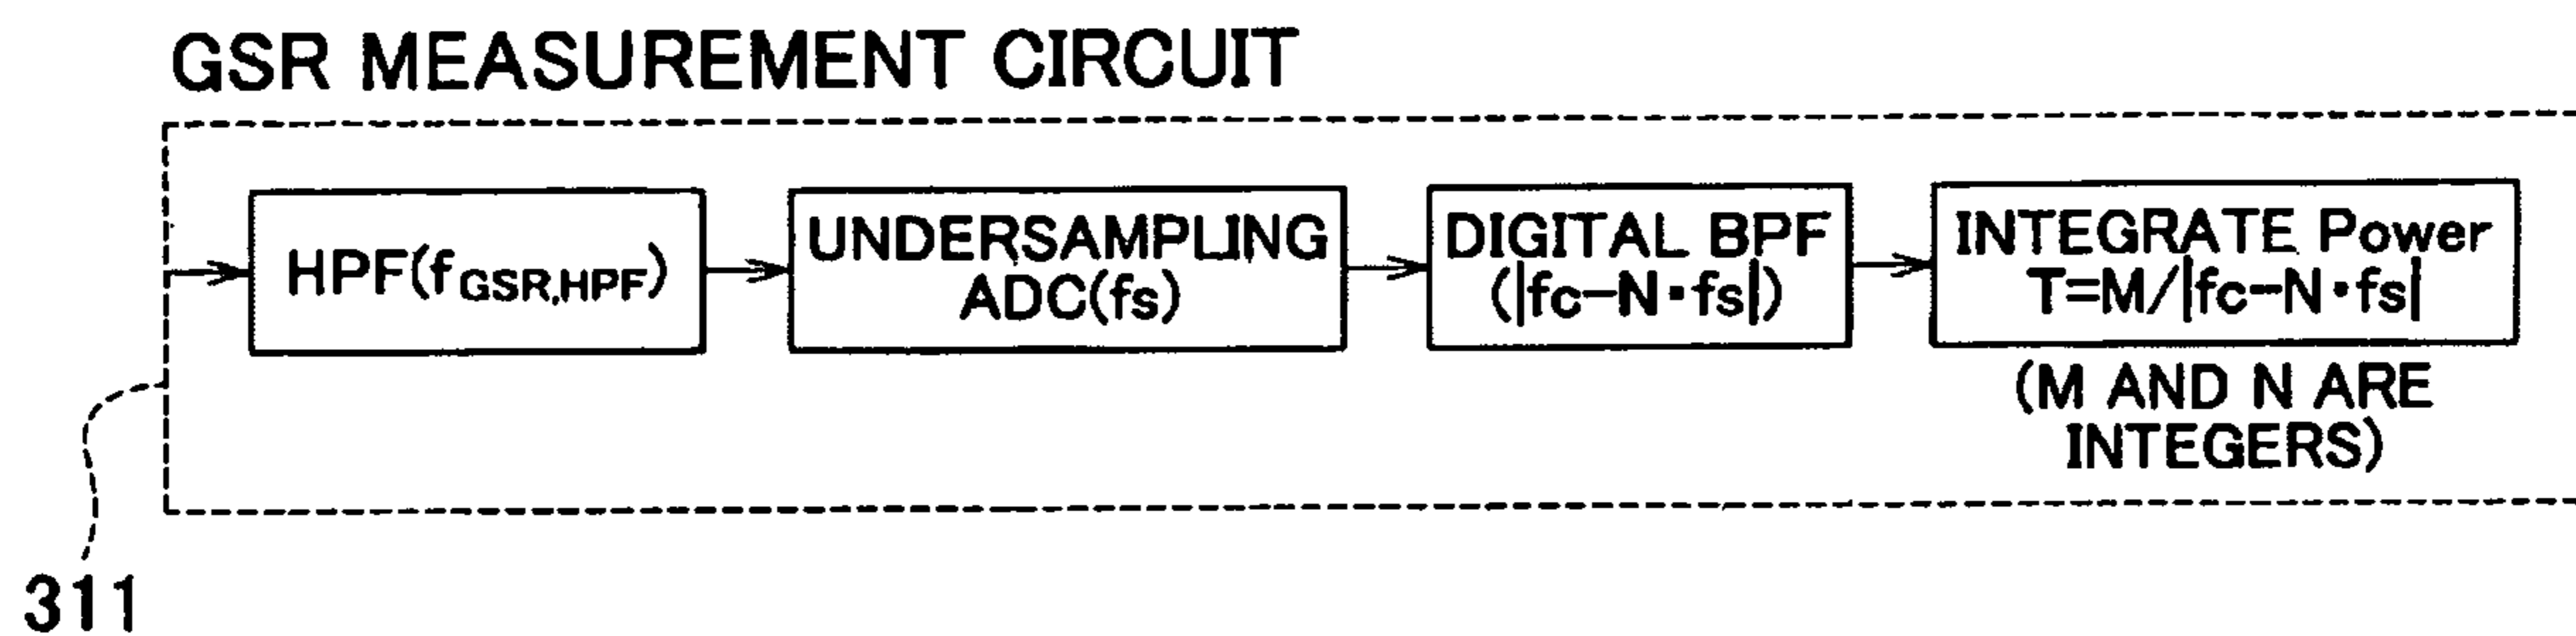 GSR MEASUREMENT CIRCUIT
HPF(fGSR,HPF)
UNDERSAMPLING
ADC(fs)
DIGITAL BPF
(|fc-N・fs|)
INTEGRATE Power
T=M/|fc-N・fs|
(M AND N ARE
INTEGERS)
311